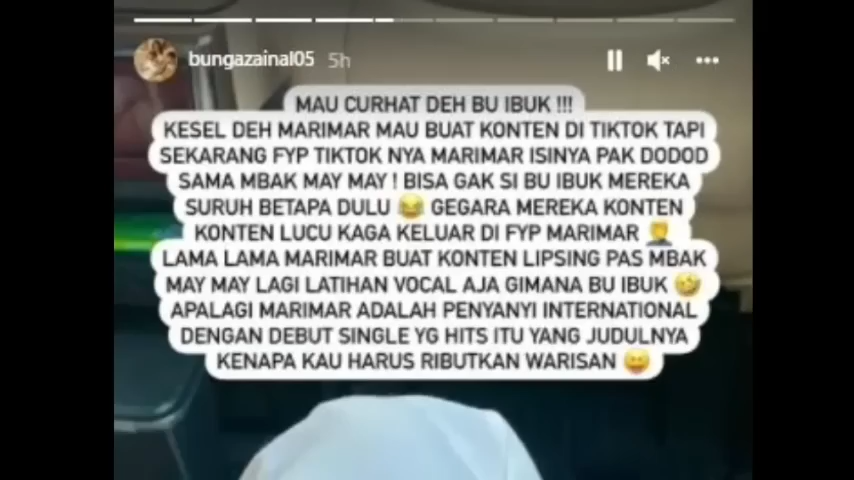 bungazainal05 5h
MAU CURHAT DEH BU IBUK !!!
KESEL DEH MARIMAR MAU BUAT KONTEN DI TIKTOK TAPI
SEKARANG FYP TIKTOK NYA MARIMAR ISINYA PAK DODOD
SAMA MBAK MAY MAY ! BISA GAK SI BU IBUK MEREKA
SURUH BETAPA DULU 😂 GEGARA MEREKA KONTEN
KONTEN LUCU KAGA KELUAR DI FYP MARIMAR 🤦
LAMA LAMA MARIMAR BUAT KONTEN LIPSING PAS MBAK
MAY MAY LAGI LATIHAN VOCAL AJA GIMANA BU IBUK 🤣
APALAGI MARIMAR ADALAH PENYANYI INTERNATIONAL
DENGAN DEBUT SINGLE YG HITS ITU YANG JUDULNYA
KENAPA KAU HARUS RIBUTKAN WARISAN 😛